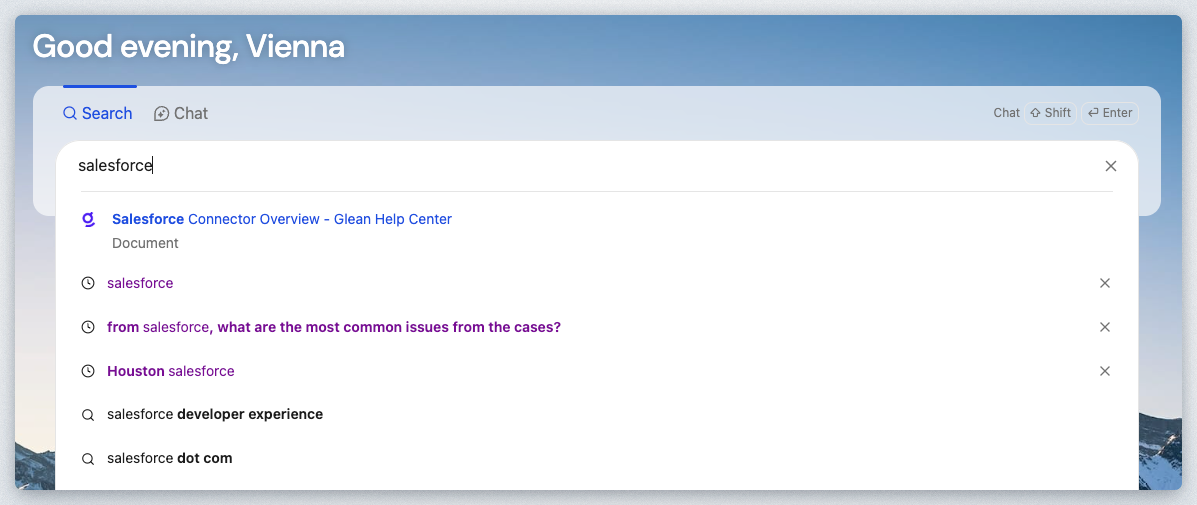 Good evening, Vienna
Search Chat Chat Shift Enter
salesforce
Salesforce Connector Overview - Glean Help Center
Document
salesforce
from salesforce, what are the most common issues from the cases?
Houston salesforce
salesforce developer experience
salesforce dot com